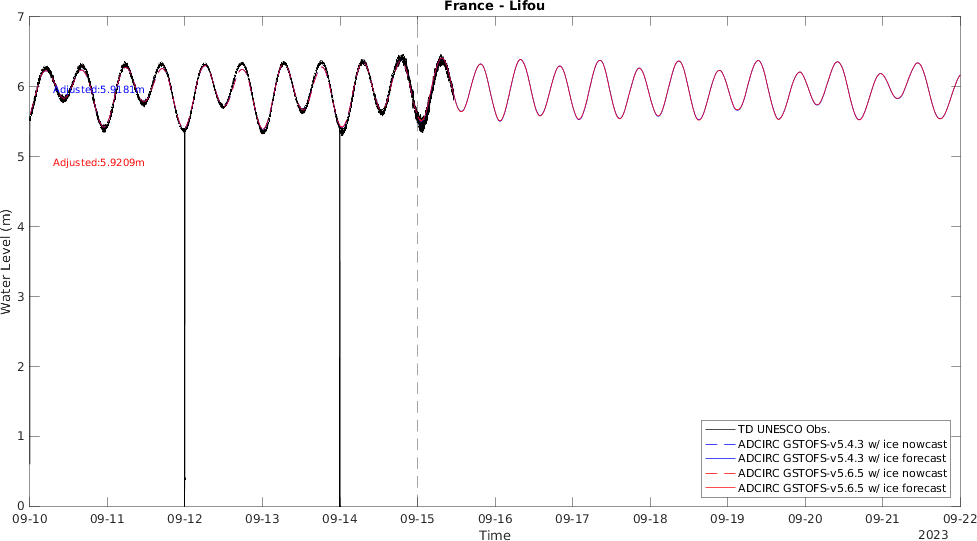 France - Lifou
7
6
5
4
3
2
1
0
Water Level (m)
Adjusted:5.9181m
Adjusted:5.9209m
TD UNESCO Obs.
ADCIRC GSTOFS-v5.4.3 w/ ice nowcast
ADCIRC GSTOFS-v5.4.3 w/ ice forecast
ADCIRC GSTOFS-v5.6.5 w/ ice nowcast
ADCIRC GSTOFS-v5.6.5 w/ ice forecast
09-10 09-11 09-12 09-13 09-14 09-15 09-16 09-17 09-18 09-19 09-20 09-21 09-22
Time
2023